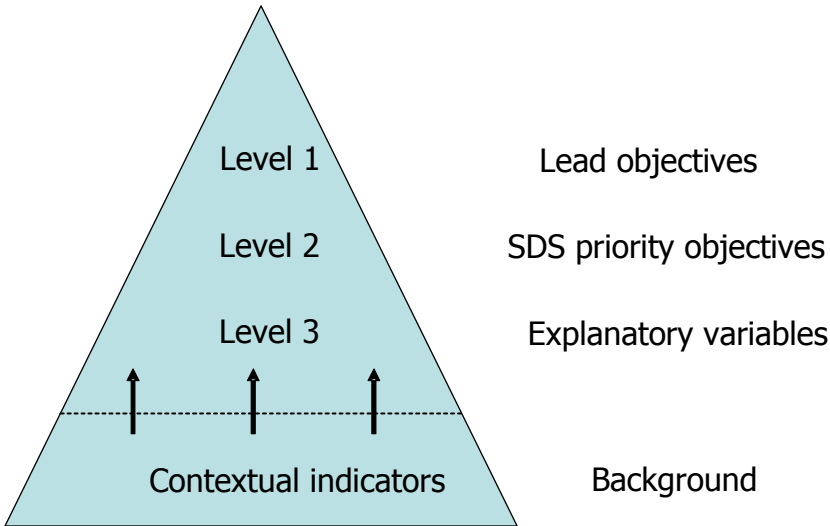 Level 1 Lead objectives
Level 2 SDS priority objectives
Level 3 Explanatory variables
Contextual indicators Background